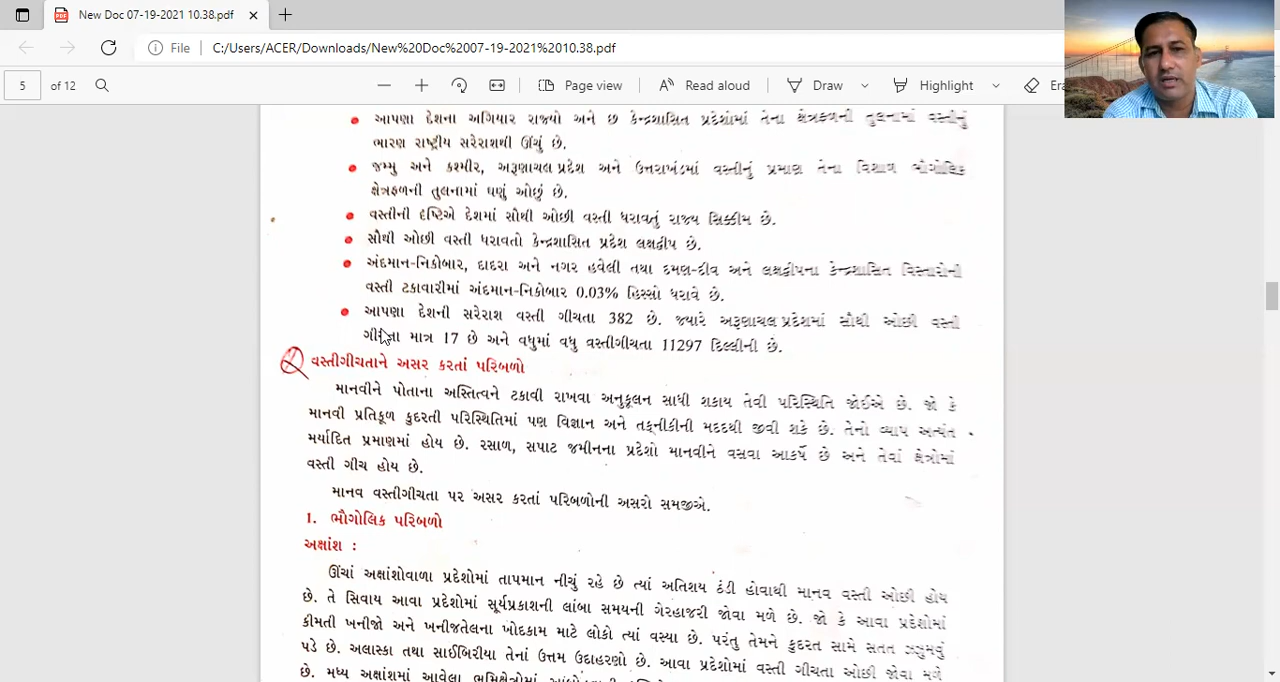 New Doc 07-19-2021 10.38.pdf
File C:/Users/ACER/Downloads/New%20Doc%2007-19-2021%2010.38.pdf
5 of 12 Page view Read aloud Draw Highlight
આપણા દેશના અગિયાર રાજ્યો અને છ કેન્દ્રશાસિત પ્રદેશોમાં તેના ક્ષેત્રફળની તુલનામાં વસ્તીનું
ભારણ રાષ્ટ્રીય સરેરાશથી ઊંચું છે.
જમ્મુ અને કશ્મીર, અરૂણાચલ પ્રદેશ અને ઉત્તરાખંડમાં વસ્તીનું પ્રમાણ તેના વિશાળ ભૌગોલિક
ક્ષેત્રફળની તુલનામાં ઘણું ઓછું છે.
વસ્તીની દૃષ્ટિએ દેશમાં સૌથી ઓછી વસ્તી ધરાવતું રાજ્ય સિક્કીમ છે.
સૌથી ઓછી વસ્તી ધરાવતો કેન્દ્રશાસિત પ્રદેશ લક્ષદ્વીપ છે.
અંદમાન-નિકોબાર, દાદરા અને નગર હવેલી તથા દમણ-દીવ અને લક્ષદ્વીપના કેન્દ્રશાસિત વિસ્તારોની
વસ્તી ટકાવારીમાં અંદમાન-નિકોબાર 0.03% હિસ્સો ધરાવે છે.
આપણા દેશની સરેરાશ વસ્તી ગીચતા 382 છે. જ્યારે અરૂણાચલ પ્રદેશમાં સૌથી ઓછી વસ્તી
ગીચતા માત્ર 17 છે અને વધુમાં વધુ વસ્તીગીચતા 11297 દિલ્લીની છે.
વસ્તીગીચતાને અસર કરતાં પરિબળો
માનવીને પોતાના અસ્તિત્વને ટકાવી રાખવા અનુકૂલન સાધી શકાય તેવી પરિસ્થિતિ જોઈએ છે. જો કે
માનવી પ્રતિકૂળ કુદરતી પરિસ્થિતિમાં પણ વિજ્ઞાન અને તક્નીકીની મદદથી જીવી શકે છે. તેનો વ્યાપ અત્યંત
મર્યાદિત પ્રમાણમાં હોય છે. રસાળ, સપાટ જમીનના પ્રદેશો માનવીને વસવા આકર્ષે છે અને તેવાં ક્ષેત્રોમાં
વસ્તી ગીચ હોય છે.
માનવ વસ્તીગીચતા પર અસર કરતાં પરિબળોની અસરો સમજીએ.
1. ભૌગોલિક પરિબળો
અક્ષાંશ :
ઊંચાં અક્ષાંશોવાળા પ્રદેશોમાં તાપમાન નીચું રહે છે ત્યાં અતિશય ઠંડી હોવાથી માનવ વસ્તી ઓછી હોય
છે. તે સિવાય આવા પ્રદેશોમાં સૂર્યપ્રકાશની લાંબા સમયની ગેરહાજરી જોવા મળે છે. જો કે આવા પ્રદેશોમાં
કીમતી ખનીજો અને ખનીજતેલના ખોદકામ માટે લોકો ત્યાં વસ્યા છે. પરંતુ તેમને કુદરત સામે સતત ઝઝુમવું
પડે છે. અલાસ્કા તથા સાઈબિરીયા તેનાં ઉત્તમ ઉદાહરણો છે. આવા પ્રદેશોમાં વસ્તી ગીચતા ઓછી જોવા મળે
છે. મધ્ય અક્ષાંશમાં આવેલા ભૂમિક્ષેત્રોમાં